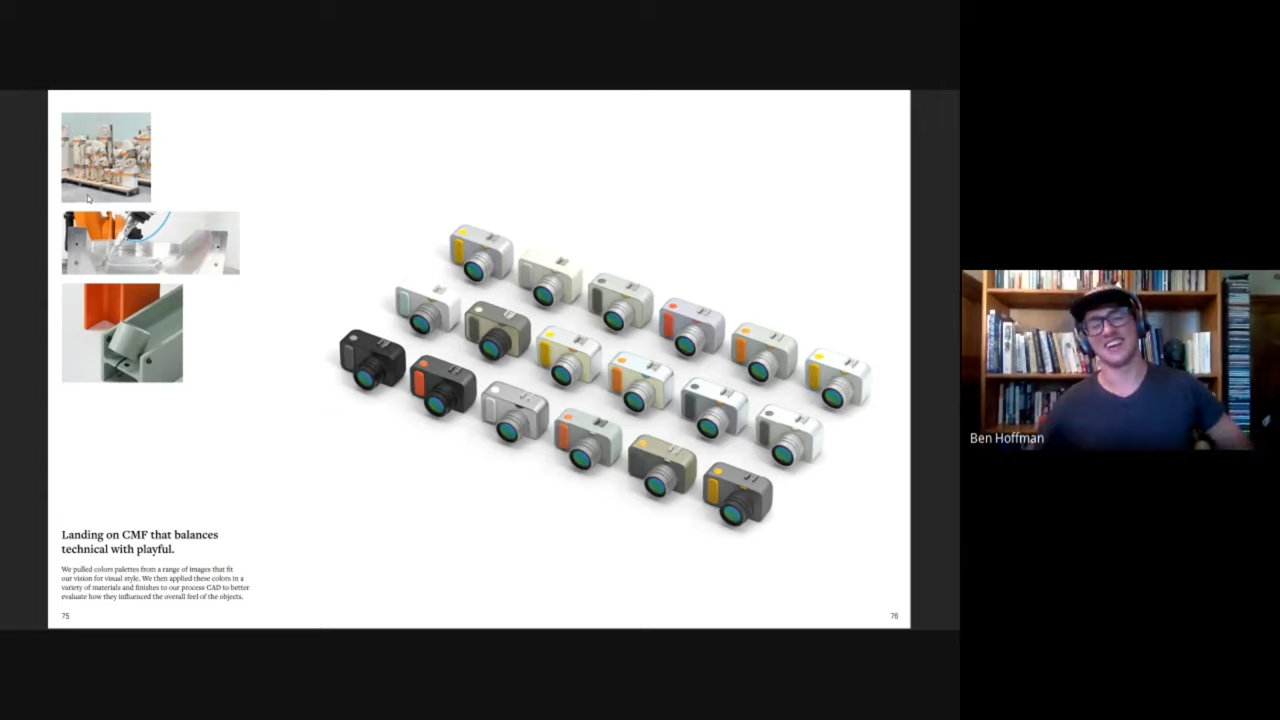 Landing on CMF that balances
technical with playful.
We pulled colors palettes from a range of images that fit
our vision for visual style. We then applied these colors in a
variety of materials and finishes to our process CAD to better
evaluate how they influenced the overall feel of the objects.
75
76
Ben Hoffman